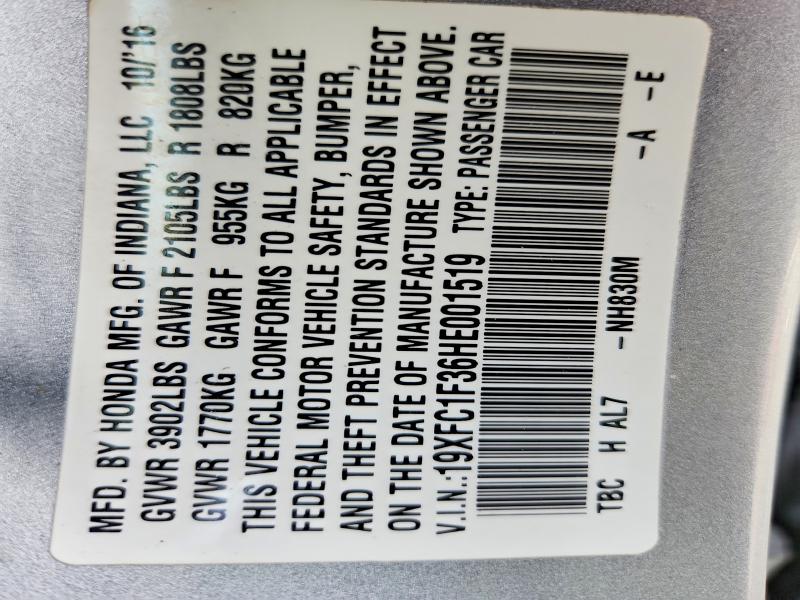 MFD. BY HONDA MFG. OF INDIANA, LLC 10/'16
GVWR 3902LBS GAWR F 2105LBS R 1808LBS
GVWR 1770KG GAWR F 955KG R 820KG
THIS VEHICLE CONFORMS TO ALL APPLICABLE
FEDERAL MOTOR VEHICLE SAFETY, BUMPER,
AND THEFT PREVENTION STANDARDS IN EFFECT
ON THE DATE OF MANUFACTURE SHOWN ABOVE.
V.I.N.:19XFC1F36HE001519 TYPE: PASSENGER CAR
TBC H AL7 -NH830M -A -E